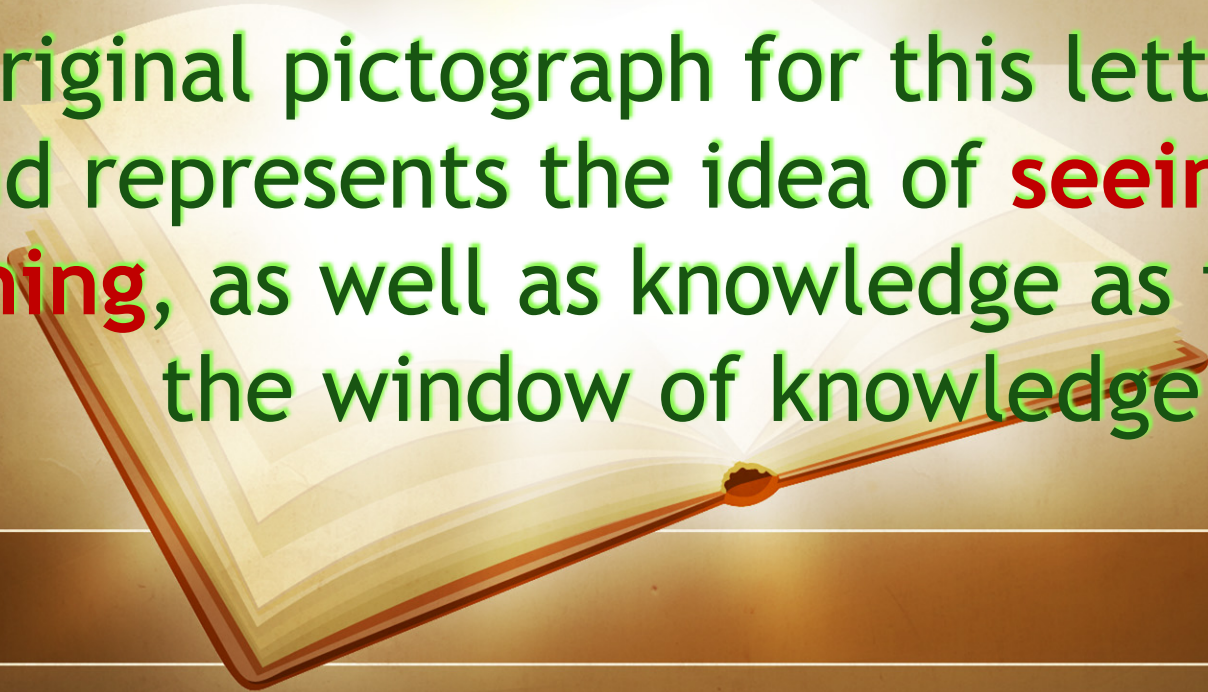 riginal pictograph for this lett
d represents the idea of seein
ning, as well as knowledge as
the window of knowledge